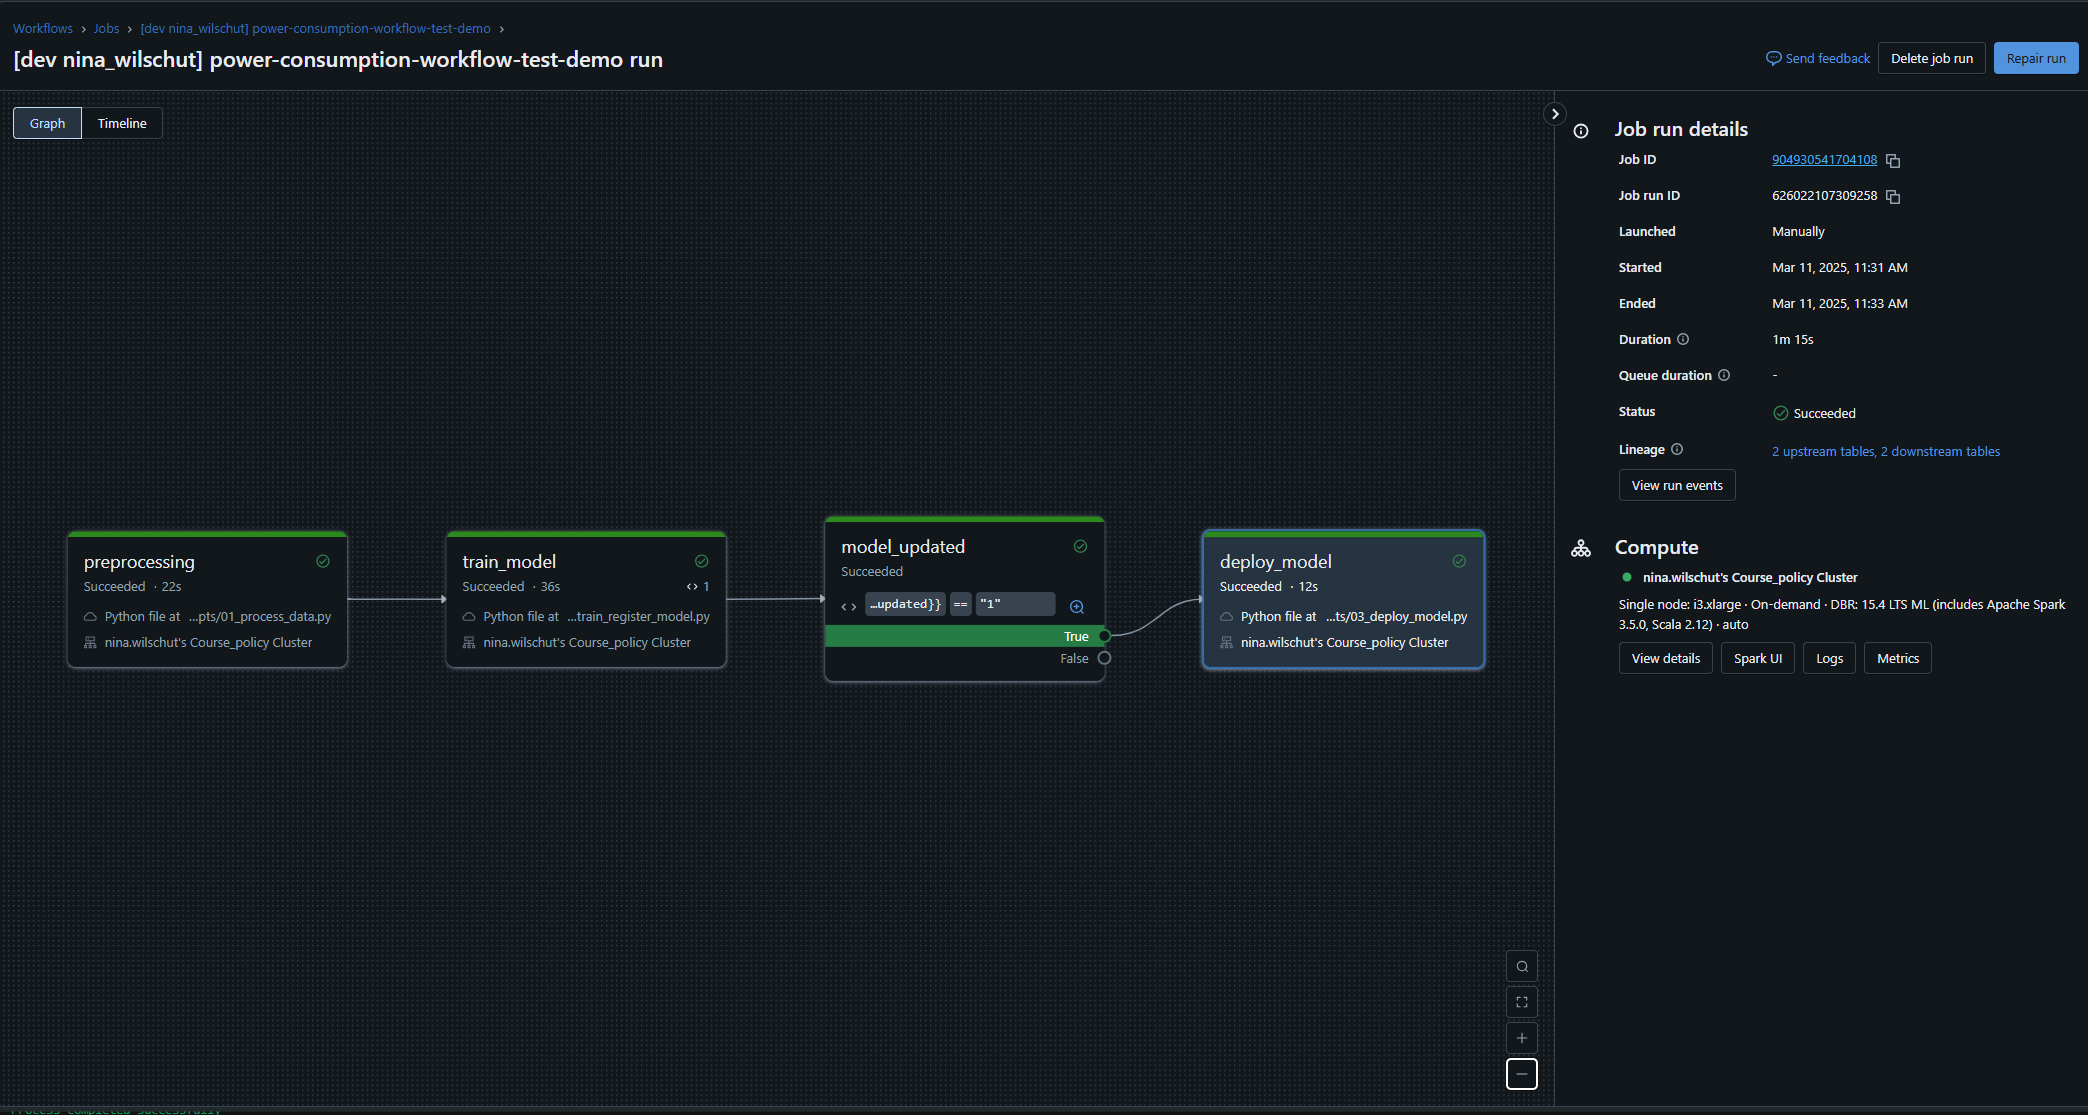 Workflows › Jobs › [dev nina_wilschut] power-consumption-workflow-test-demo ›
[dev nina_wilschut] power-consumption-workflow-test-demo run
Send feedback
Delete job run
Repair run
Graph
Timeline
preprocessing
Succeeded · 22s
Python file at ...pts/01_process_data.py
nina.wilschut's Course_policy Cluster
train_model
Succeeded · 36s
<> 1
Python file at ...train_register_model.py
nina.wilschut's Course_policy Cluster
model_updated
Succeeded
<> …updated}} == "1"
True
False
deploy_model
Succeeded · 12s
Python file at ...ts/03_deploy_model.py
nina.wilschut's Course_policy Cluster
Job run details
Job ID 904930541704108
Job run ID 626022107309258
Launched Manually
Started Mar 11, 2025, 11:31 AM
Ended Mar 11, 2025, 11:33 AM
Duration 1m 15s
Queue duration -
Status Succeeded
Lineage 2 upstream tables, 2 downstream tables
View run events
Compute
nina.wilschut's Course_policy Cluster
Single node: i3.xlarge · On-demand · DBR: 15.4 LTS ML (includes Apache Spark
3.5.0, Scala 2.12) · auto
View details
Spark UI
Logs
Metrics
Process completed successfully